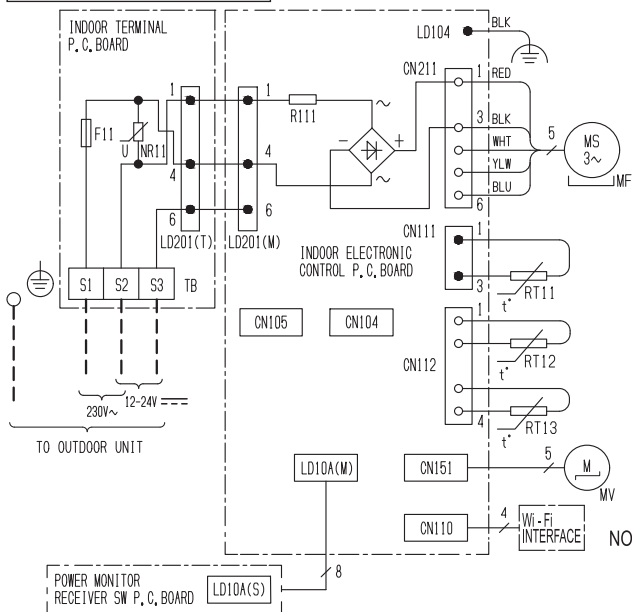 INDOOR TERMINAL
P.C.BOARD
LD104
BLK
CN211
1
RED
3
BLK
WHT
YLW
BLU
6
5
MS
3~
MF
F11
U
NR11
1
4
6
1
4
6
R111
~
−
+
~
LD201(T)
LD201(M)
INDOOR ELECTRONIC
CONTROL P.C.BOARD
CN111
1
3
t°
RT11
S1
S2
S3
TB
CN105
CN104
CN112
1
4
t°
RT12
t°
RT13
230V~
12-24V
TO OUTDOOR UNIT
LD10A(M)
CN151
5
M
MV
CN110
4
Wi-Fi
INTERFACE
NO
8
POWER MONITOR
RECEIVER SW P.C.BOARD
LD10A(S)